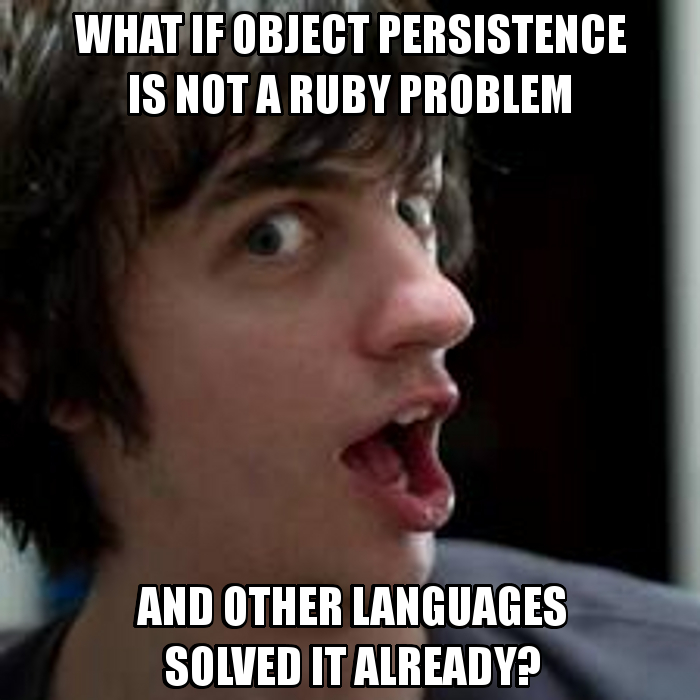 WHAT IF OBJECT PERSISTENCE
IS NOT A RUBY PROBLEM
AND OTHER LANGUAGES
SOLVED IT ALREADY?